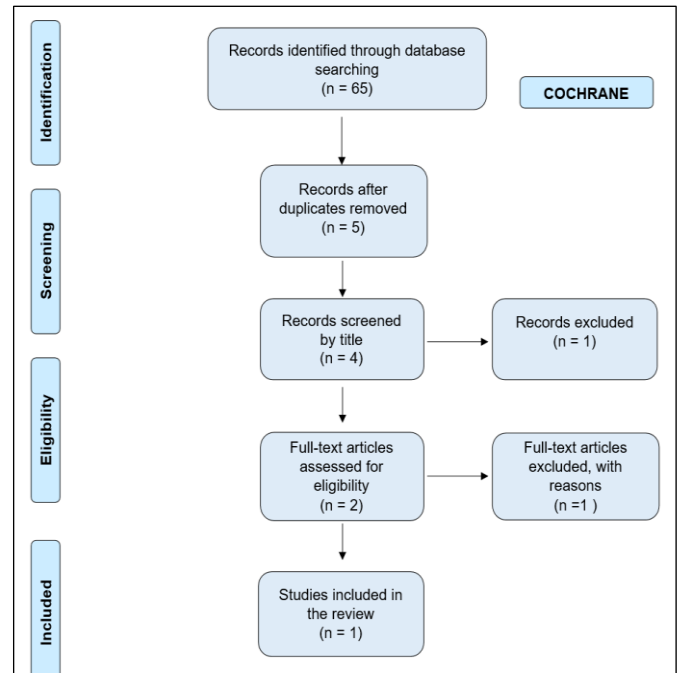 Identification
Records identified through database
searching
(n = 65)
COCHRANE
Screening
Records after
duplicates removed
(n = 5)
Records screened
by title
(n = 4)
Records excluded
(n = 1)
Eligibility
Full-text articles
assessed for
eligibility
(n = 2)
Full-text articles
excluded, with
reasons
(n =1 )
Included
Studies included in
the review
(n = 1)